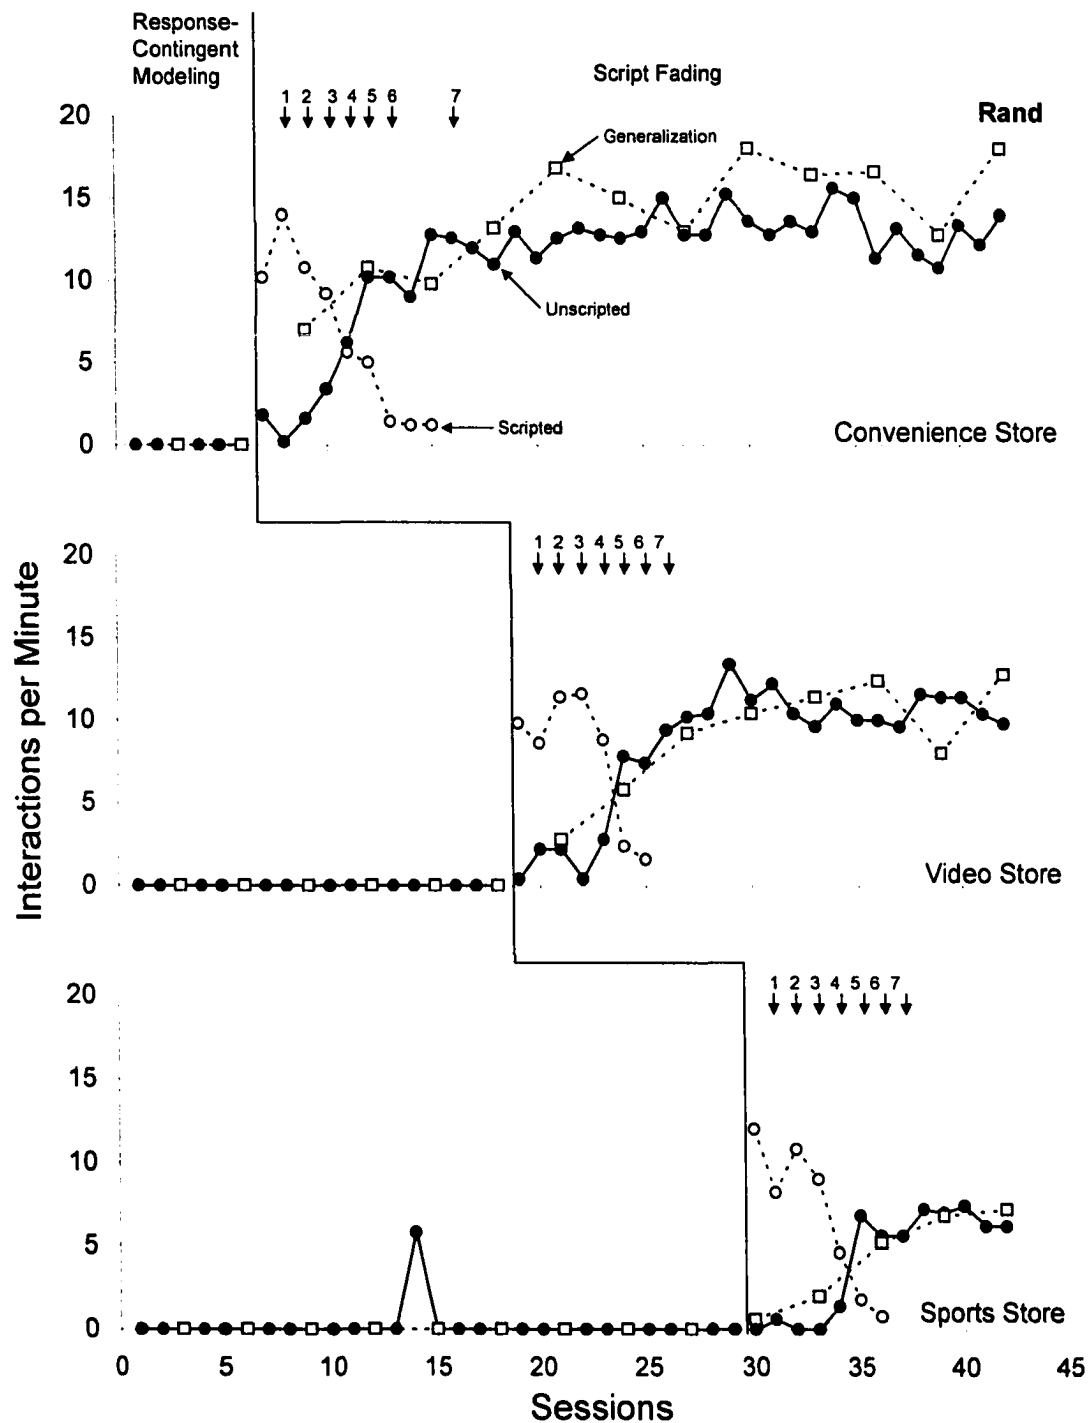 Response-
Contingent
Modeling
Script Fading
1 2 3 4 5 6 7
20
Rand
Generalization
15
10
Unscripted
5
Scripted
0
Convenience Store
1 2 3 4 5 6 7
20
15
10
5
0
Video Store
Interactions per Minute
1 2 3 4 5 6 7
20
15
10
5
0
Sports Store
0 5 10 15 20 25 30 35 40 45
Sessions